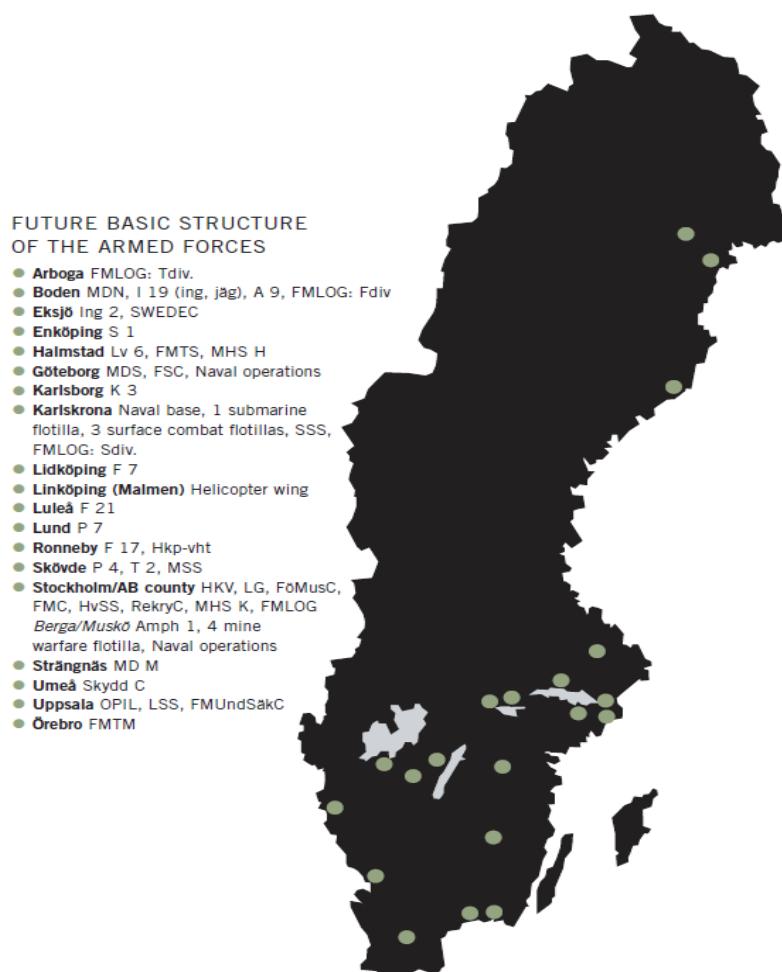 FUTURE BASIC STRUCTURE
OF THE ARMED FORCES
Arboga FMLOG: Tdiv.
Boden MDN, I 19 (ing, jäg), A 9, FMLOG: Fdiv
Eksjö Ing 2, SWEDEC
Enköping S 1
Halmstad Lv 6, FMTS, MHS H
Göteborg MDS, FSC, Naval operations
Karlsborg K 3
Karlskrona Naval base, 1 submarine
flotilla, 3 surface combat flotillas, SSS,
FMLOG: Sdiv.
Lidköping F 7
Linköping (Malmen) Helicopter wing
Luleå F 21
Lund P 7
Ronneby F 17, Hkp-vht
Skövde P 4, T 2, MSS
Stockholm/AB county HKV, LG, FöMusC,
FMC, HvSS, RekryC, MHS K, FMLOG
Berga/Muskö Amph 1, 4 mine
warfare flotilla, Naval operations
Strängnäs MD M
Umeå Skydd C
Uppsala OPIL, LSS, FMUndSäkC
Örebro FMTM